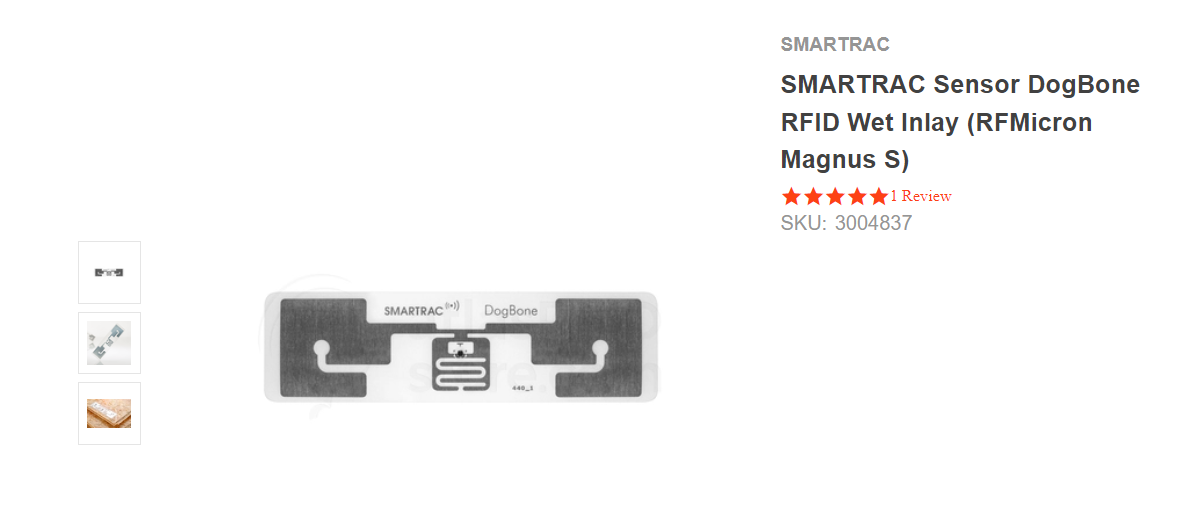 SMARTRAC
SMARTRAC Sensor DogBone
RFID Wet Inlay (RFMicron
Magnus S)
1 Review
SKU: 3004837
SMARTRAC DogBone
440_1